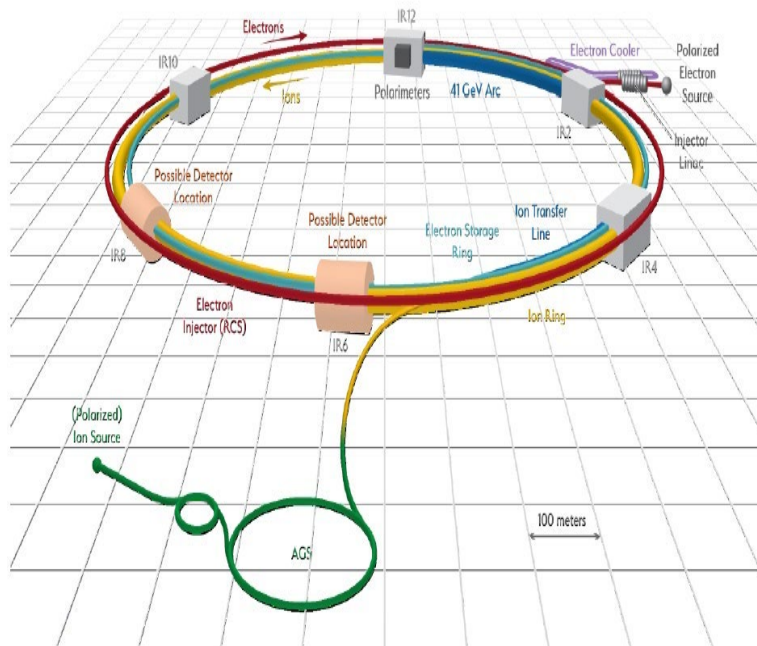 IR12
Electrons
IR10
Ions
Polarimeters
41 GeV Arc
Electron Cooler
Polarized
Electron
Source
IR2
Injector
Linac
Possible Detector
Location
Possible Detector
Location
Electron Storage
Ring
Ion Transfer
Line
IR8
IR4
Electron
Injector (RCS)
IR6
Ion Ring
(Polarized)
Ion Source
AGS
100 meters